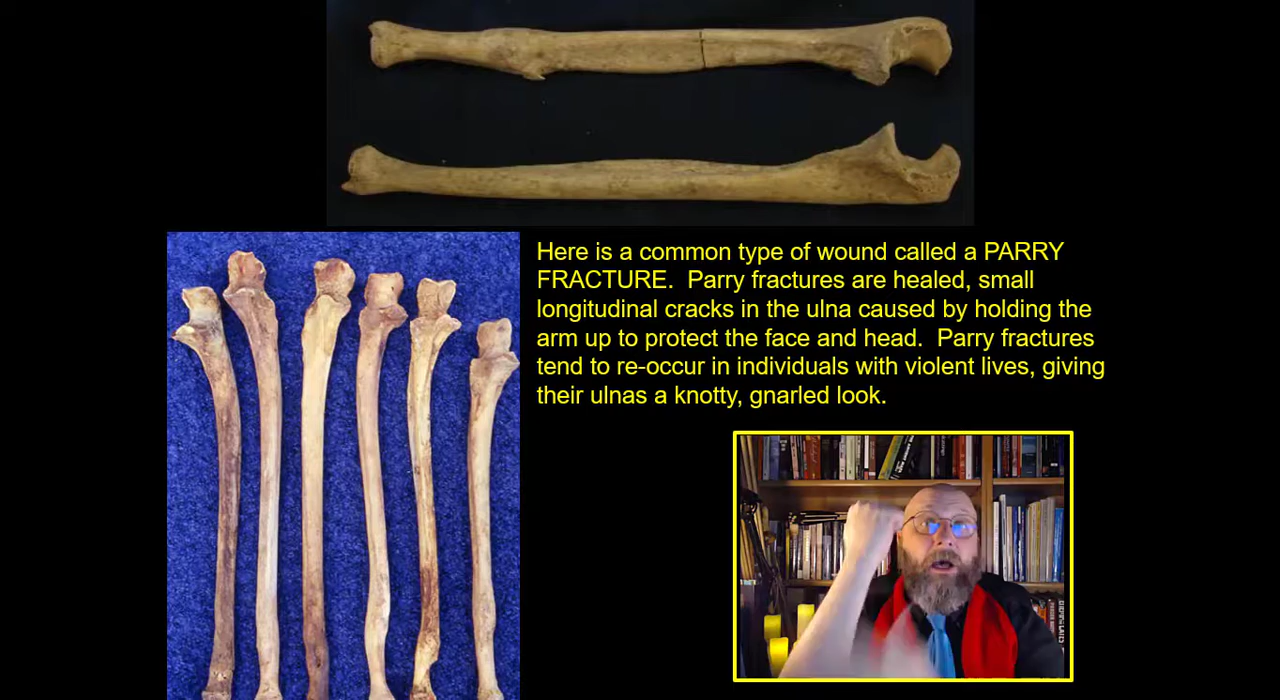 Here is a common type of wound called a PARRY
FRACTURE.  Parry fractures are healed, small
longitudinal cracks in the ulna caused by holding the
arm up to protect the face and head.  Parry fractures
tend to re-occur in individuals with violent lives, giving
their ulnas a knotty, gnarled look.